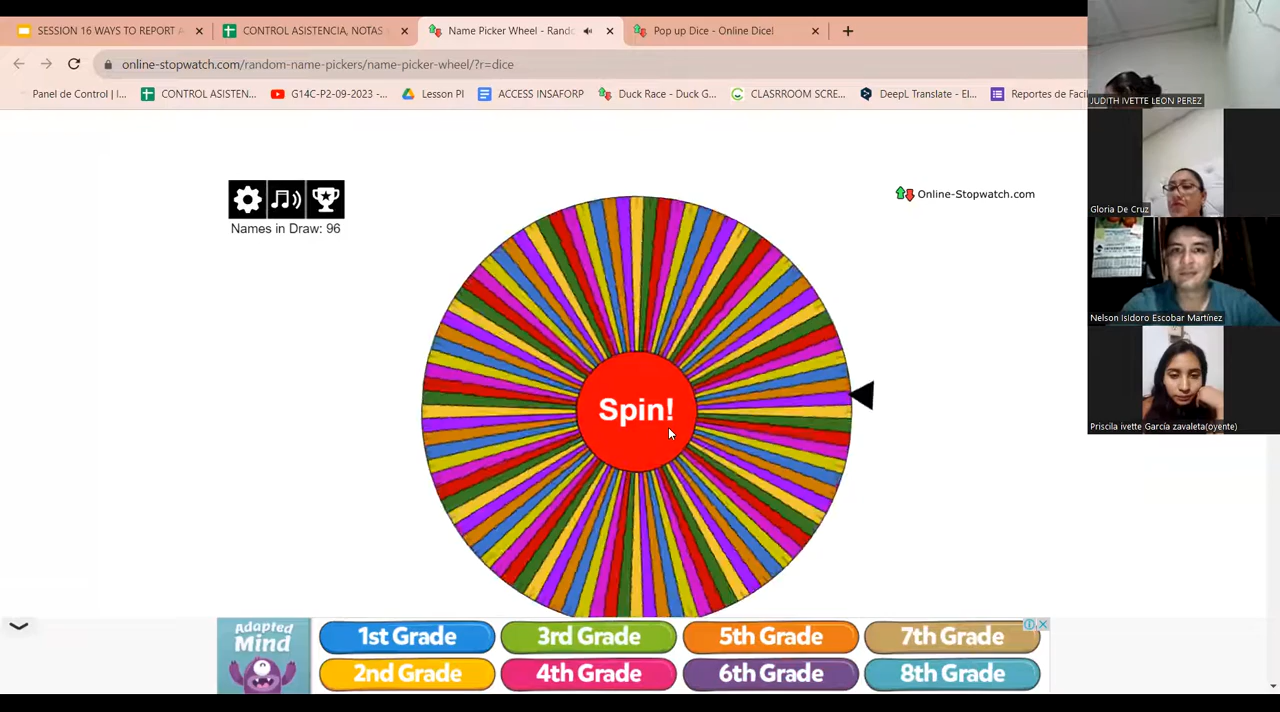 SESSION 16 WAYS TO REPORT A
CONTROL ASISTENCIA, NOTAS
Name Picker Wheel - Rand
Pop up Dice - Online Dice!
online-stopwatch.com/random-name-pickers/name-picker-wheel/?r=dice
Panel de Control | I...
CONTROL ASISTEN...
G14C-P2-09-2023 -...
Lesson Pl
ACCESS INSAFORP
Duck Race - Duck G...
CLASRROOM SCRE...
DeepL Translate - El...
Reportes de Facil
JUDITH IVETTE LEON PEREZ
Gloria De Cruz
Nelson Isidoro Escobar Martínez
Priscila ivette García zavaleta(oyente)
Names in Draw: 96
Online-Stopwatch.com
Spin!
Adapted
Mind
1st Grade
3rd Grade
5th Grade
7th Grade
2nd Grade
4th Grade
6th Grade
8th Grade